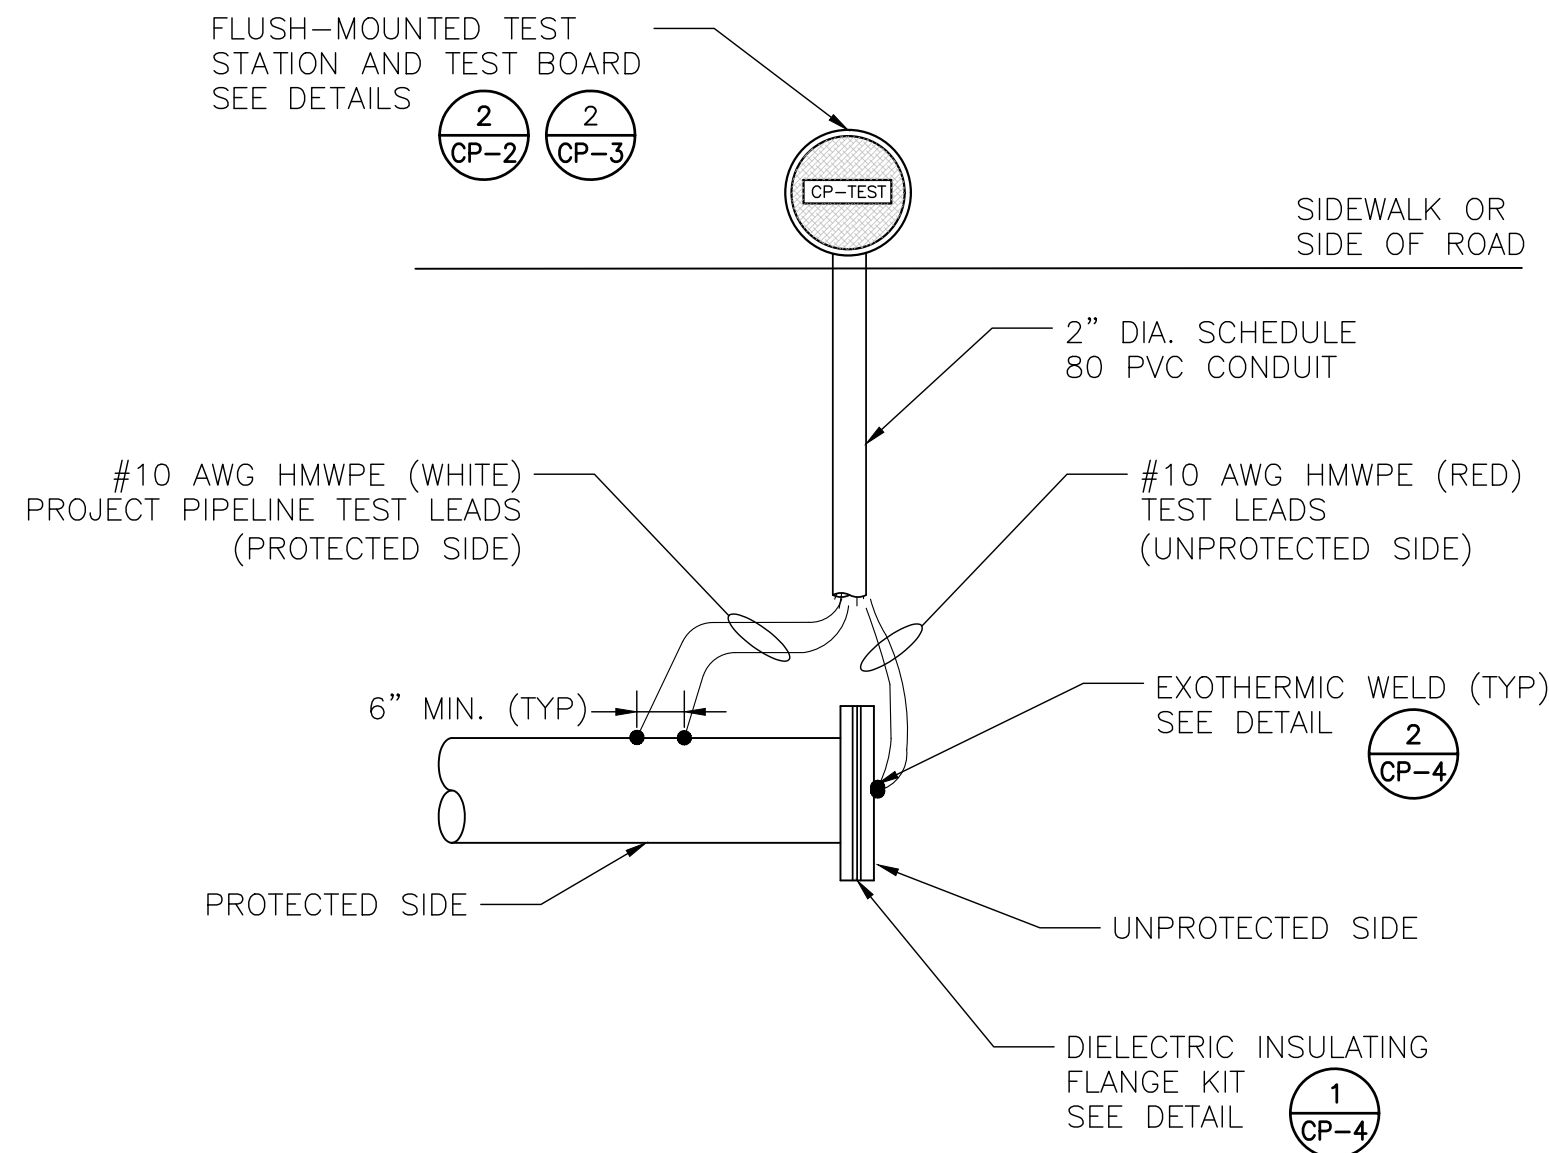 FLUSH-MOUNTED TEST
STATION AND TEST BOARD
SEE DETAILS
2
CP-2
2
CP-3
CP-TEST
SIDEWALK OR
SIDE OF ROAD
2" DIA. SCHEDULE
80 PVC CONDUIT
#10 AWG HMWPE (WHITE)
PROJECT PIPELINE TEST LEADS
(PROTECTED SIDE)
#10 AWG HMWPE (RED)
TEST LEADS
(UNPROTECTED SIDE)
6" MIN. (TYP)
EXOTHERMIC WELD (TYP)
SEE DETAIL
2
CP-4
PROTECTED SIDE
UNPROTECTED SIDE
DIELECTRIC INSULATING
FLANGE KIT
SEE DETAIL
1
CP-4